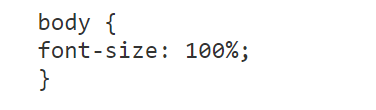 body {
font-size: 100%;
}